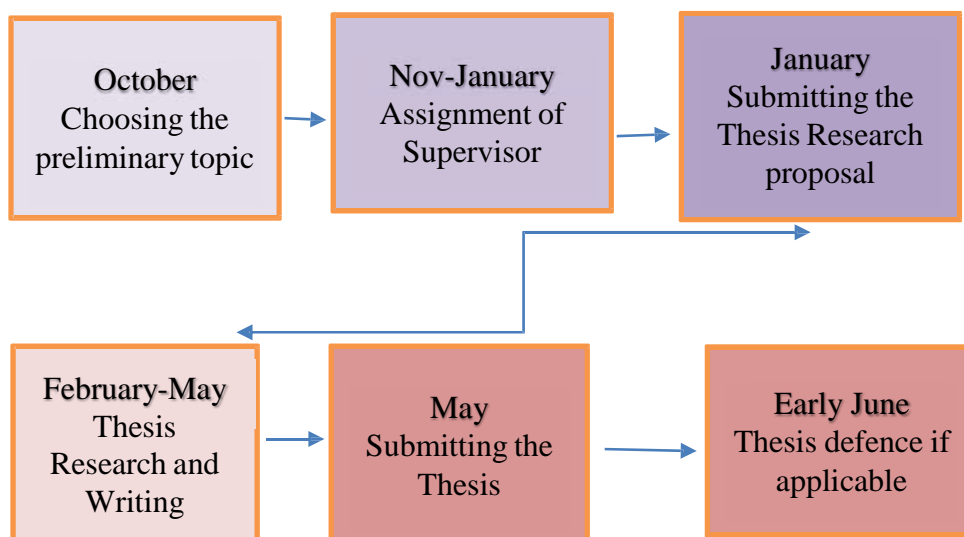 October
Choosing the
preliminary topic
Nov-January
Assignment of
Supervisor
January
Submitting the
Thesis Research
proposal
February-May
Thesis
Research and
Writing
May
Submitting the
Thesis
Early June
Thesis defence if
applicable